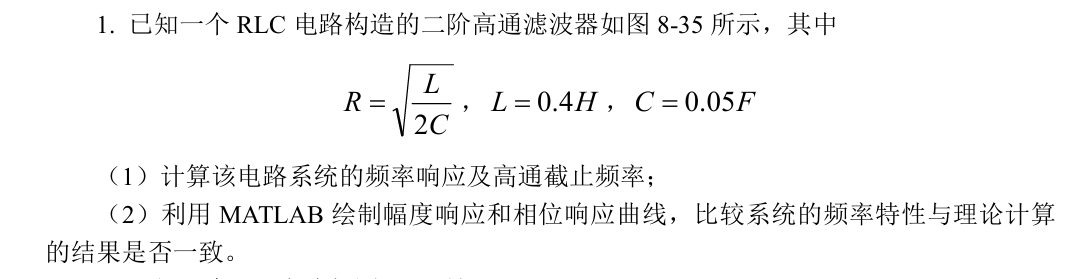 1. 已知一个 RLC 电路构造的二阶高通滤波器如图 8-35 所示，其中
R = √(L/2C) ， L = 0.4H ， C = 0.05F
（1）计算该电路系统的频率响应及高通截止频率；
（2）利用 MATLAB 绘制幅度响应和相位响应曲线，比较系统的频率特性与理论计算
的结果是否一致。